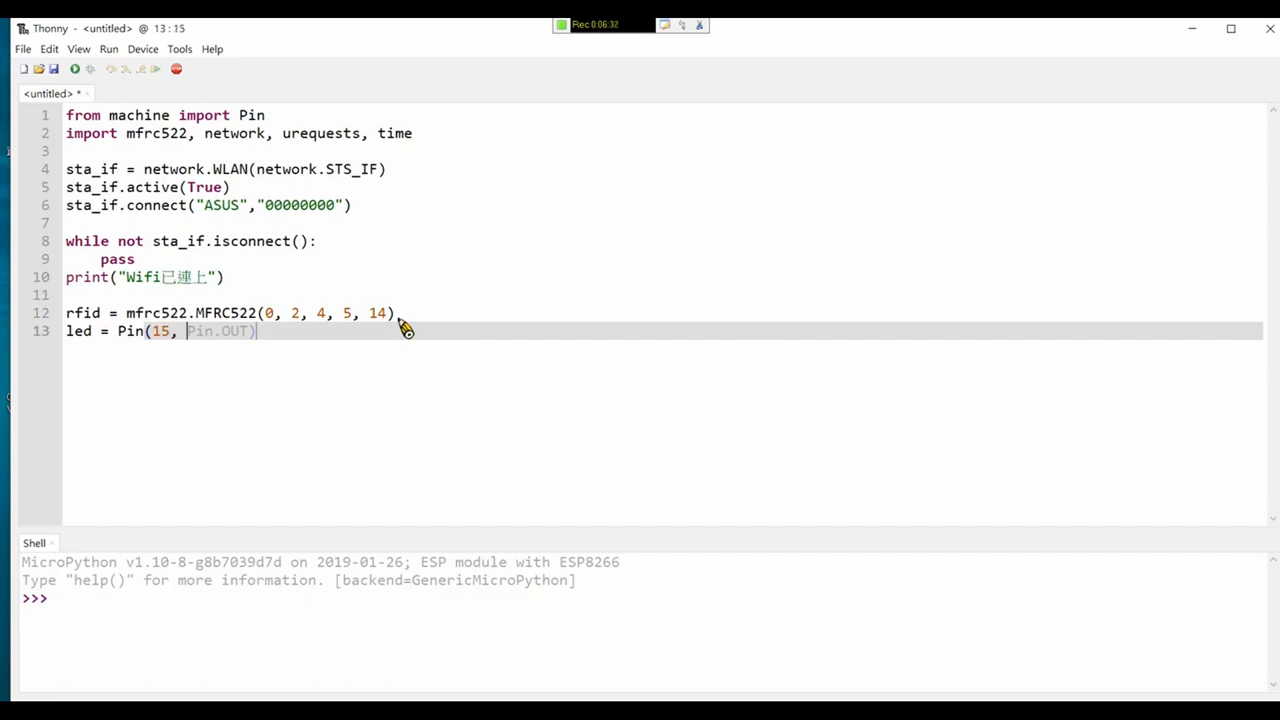 Rec 0:06:32
Thonny - <untitled> @ 13:15
File Edit View Run Device Tools Help
<untitled> *
1 from machine import Pin
2 import mfrc522, network, urequests, time
3
4 sta_if = network.WLAN(network.STS_IF)
5 sta_if.active(True)
6 sta_if.connect("ASUS","00000000")
7
8 while not sta_if.isconnect():
9     pass
10 print("Wifi已連上")
11
12 rfid = mfrc522.MFRC522(0, 2, 4, 5, 14)
13 led = Pin(15, Pin.OUT)
Shell
MicroPython v1.10-8-g8b7039d7d on 2019-01-26; ESP module with ESP8266
Type "help()" for more information. [backend=GenericMicroPython]
>>>